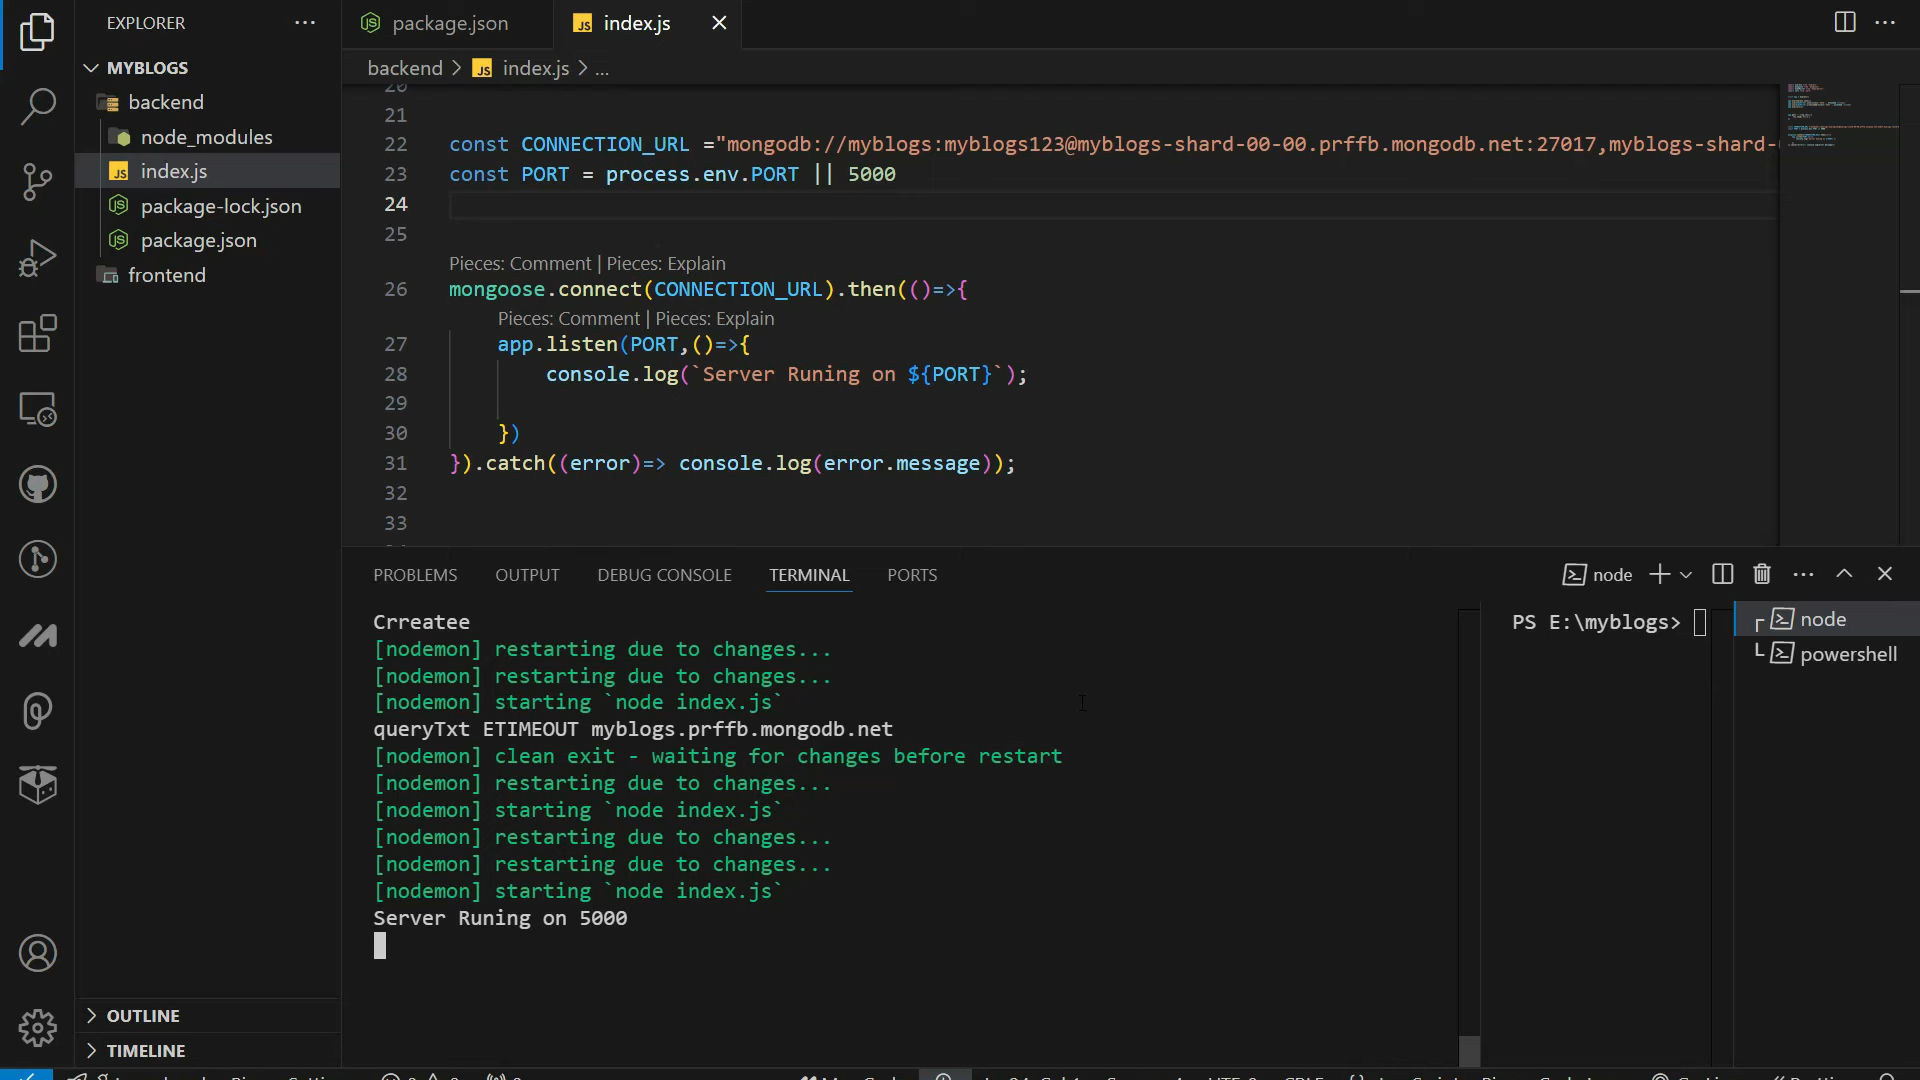 EXPLORER
MYBLOGS
backend
node_modules
index.js
package-lock.json
package.json
frontend
OUTLINE
TIMELINE
package.json
index.js
backend > index.js > ...
20
21
22 const CONNECTION_URL ="mongodb://myblogs:myblogs123@myblogs-shard-00-00.prffb.mongodb.net:27017,myblogs-shard-
23 const PORT = process.env.PORT || 5000
24
25
Pieces: Comment | Pieces: Explain
26 mongoose.connect(CONNECTION_URL).then(()=>{
Pieces: Comment | Pieces: Explain
27 app.listen(PORT,()=>{
28 console.log(`Server Runing on ${PORT}`);
29
30 })
31 }).catch((error)=> console.log(error.message));
32
33
PROBLEMS OUTPUT DEBUG CONSOLE TERMINAL PORTS
node
Crreatee
[nodemon] restarting due to changes...
[nodemon] restarting due to changes...
[nodemon] starting `node index.js`
queryTxt ETIMEOUT myblogs.prffb.mongodb.net
[nodemon] clean exit - waiting for changes before restart
[nodemon] restarting due to changes...
[nodemon] starting `node index.js`
[nodemon] restarting due to changes...
[nodemon] restarting due to changes...
[nodemon] starting `node index.js`
Server Runing on 5000
PS E:\myblogs>
node
powershell